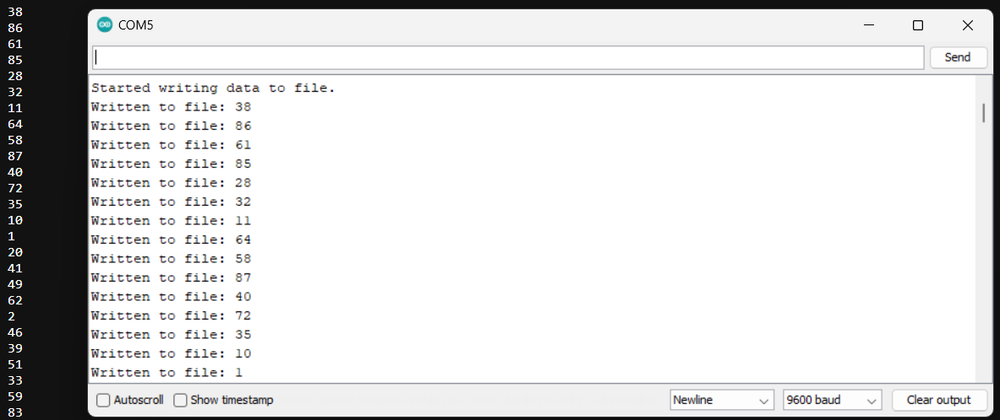 38
86
61
85
28
32
11
64
58
87
40
72
35
10
1
20
41
49
62
2
46
39
51
33
59
83
COM5
Send
Started writing data to file.
Written to file: 38
Written to file: 86
Written to file: 61
Written to file: 85
Written to file: 28
Written to file: 32
Written to file: 11
Written to file: 64
Written to file: 58
Written to file: 87
Written to file: 40
Written to file: 72
Written to file: 35
Written to file: 10
Written to file: 1
Autoscroll Show timestamp Newline 9600 baud Clear output